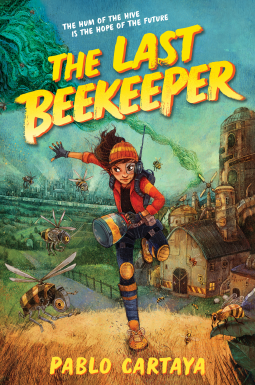 THE HUM OF THE HIVE
IS THE HOPE OF THE FUTURE
THE LAST
BEEKEEPER
PABLO CARTAYA